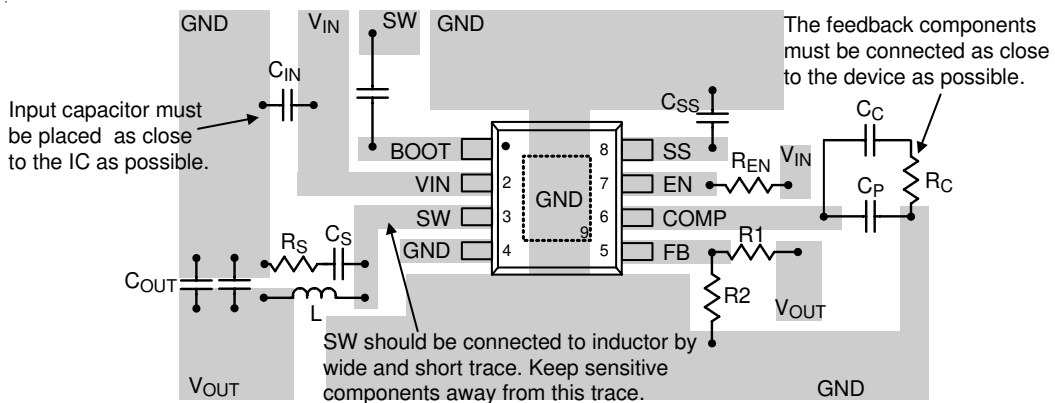 GND
VIN
SW
GND
The feedback components
must be connected as close
to the device as possible.
CIN
Input capacitor must
be placed as close
to the IC as possible.
CSS
CC
BOOT
8
SS
REN
VIN
RC
VIN
2
GND
7
EN
CP
SW
3
6
COMP
GND
4
9
5
FB
R1
RS
CS
COUT
L
R2
VOUT
SW should be connected to inductor by
wide and short trace. Keep sensitive
components away from this trace.
VOUT
GND